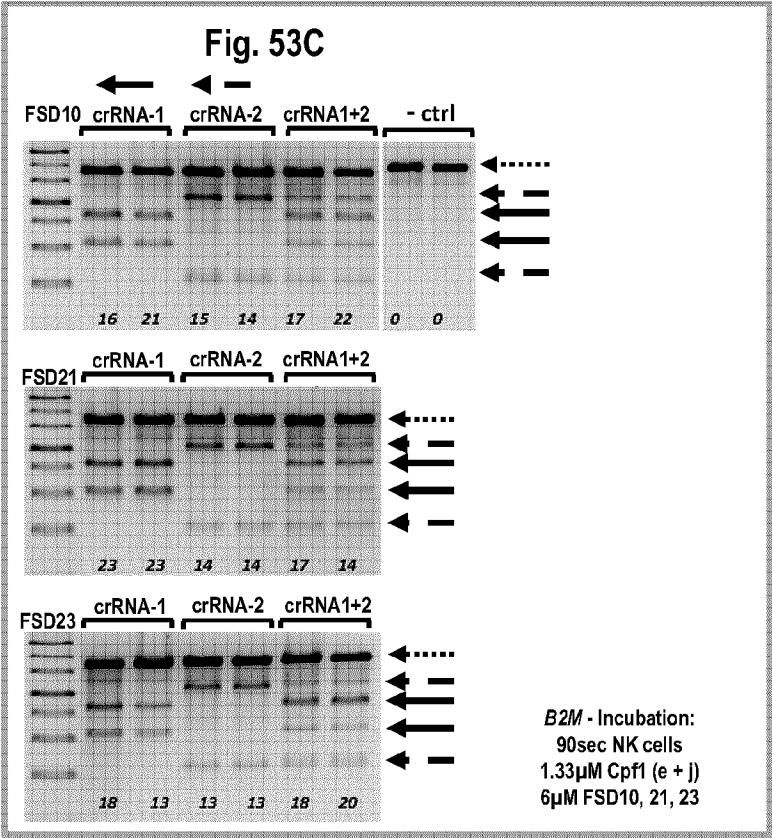 Fig. 53C
FSD10 crRNA-1 crRNA-2 crRNA1+2 - ctrl
16 21 15 14 17 22 0 0
FSD21 crRNA-1 crRNA-2 crRNA1+2
23 23 14 14 17 14
FSD23 crRNA-1 crRNA-2 crRNA1+2
18 13 13 13 18 20
B2M - Incubation:
90sec NK cells
1.33µM Cpf1 (e + j)
6µM FSD10, 21, 23